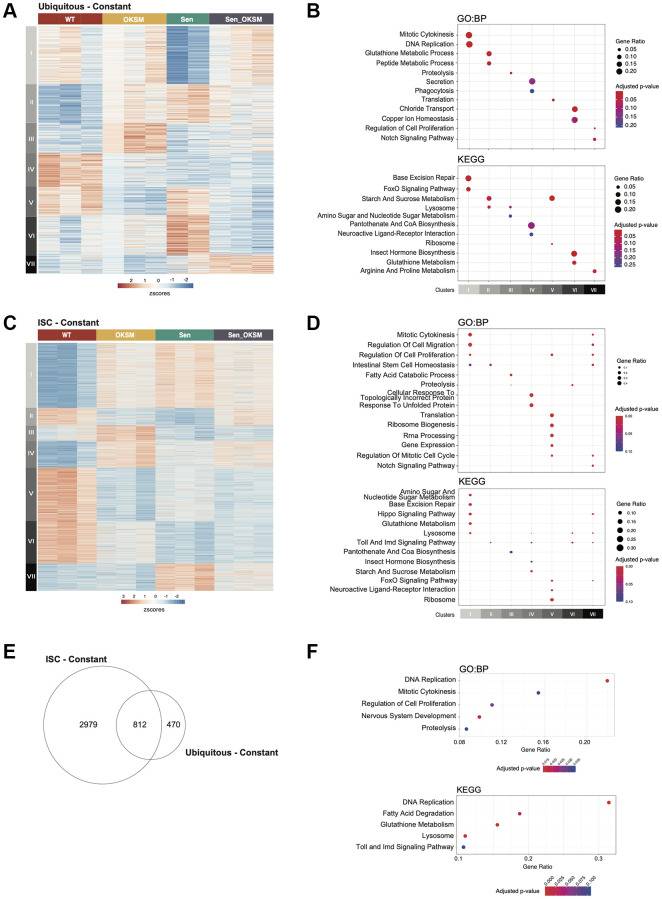 A
Ubiquitous - Constant
WT
OKSM
Sen
Sen_OKSM
I
II
III
IV
V
VI
VII
2 1 0 -1 -2
zscores
B
GO:BP
Mitotic Cytokinesis
DNA Replication
Glutathione Metabolic Process
Peptide Metabolic Process
Proteolysis
Secretion
Phagocytosis
Translation
Chloride Transport
Copper Ion Homeostasis
Regulation of Cell Proliferation
Notch Signaling Pathway
Gene Ratio
0.05
0.10
0.15
0.20
Adjusted p-value
0.05
0.10
0.15
0.20
KEGG
Base Excision Repair
FoxO Signaling Pathway
Starch And Sucrose Metabolism
Lysosome
Amino Sugar and Nucleotide Sugar Metabolism
Pantothenate And CoA Biosynthesis
Neuroactive Ligand-Receptor Interaction
Ribosome
Insect Hormone Biosynthesis
Glutathione Metabolism
Arginine And Proline Metabolism
Gene Ratio
0.05
0.10
0.15
0.20
Adjusted p-value
0.05
0.10
0.15
0.20
0.25
Clusters
I II III IV V VI VII
C
ISC - Constant
WT
OKSM
Sen
Sen_OKSM
I
II
III
IV
V
VI
VII
3 2 1 0 -1 -2
zscores
D
GO:BP
Mitotic Cytokinesis
Regulation Of Cell Migration
Regulation Of Cell Proliferation
Intestinal Stem Cell Homeostasis
Fatty Acid Catabolic Process
Proteolysis
Cellular Response To
Topologically Incorrect Protein
Response To Unfolded Protein
Translation
Ribosome Biogenesis
Rrna Processing
Gene Expression
Regulation Of Mitotic Cell Cycle
Notch Signaling Pathway
Gene Ratio
Adjusted p-value
0.00
0.10
KEGG
Amino Sugar And
Nucleotide Sugar Metabolism
Base Excision Repair
Hippo Signaling Pathway
Glutathione Metabolism
Lysosome
Toll And Imd Signaling Pathway
Pantothenate And Coa Biosynthesis
Insect Hormone Biosynthesis
Starch And Sucrose Metabolism
FoxO Signaling Pathway
Neuroactive Ligand-Receptor Interaction
Ribosome
Gene Ratio
0.10
0.16
0.20
0.25
0.30
Adjusted p-value
0.00
0.10
Clusters
I II III IV V VI VII
E
ISC - Constant
2979
812
470
Ubiquitous - Constant
F
GO:BP
DNA Replication
Mitotic Cytokinesis
Regulation of Cell Proliferation
Nervous System Development
Proteolysis
0.08 0.12 0.16 0.20
Gene Ratio
Adjusted p-value
KEGG
DNA Replication
Fatty Acid Degradation
Glutathione Metabolism
Lysosome
Toll and Imd Signaling Pathway
0.1 0.2 0.3
Gene Ratio
Adjusted p-value
0.000 0.025 0.050 0.075 0.100